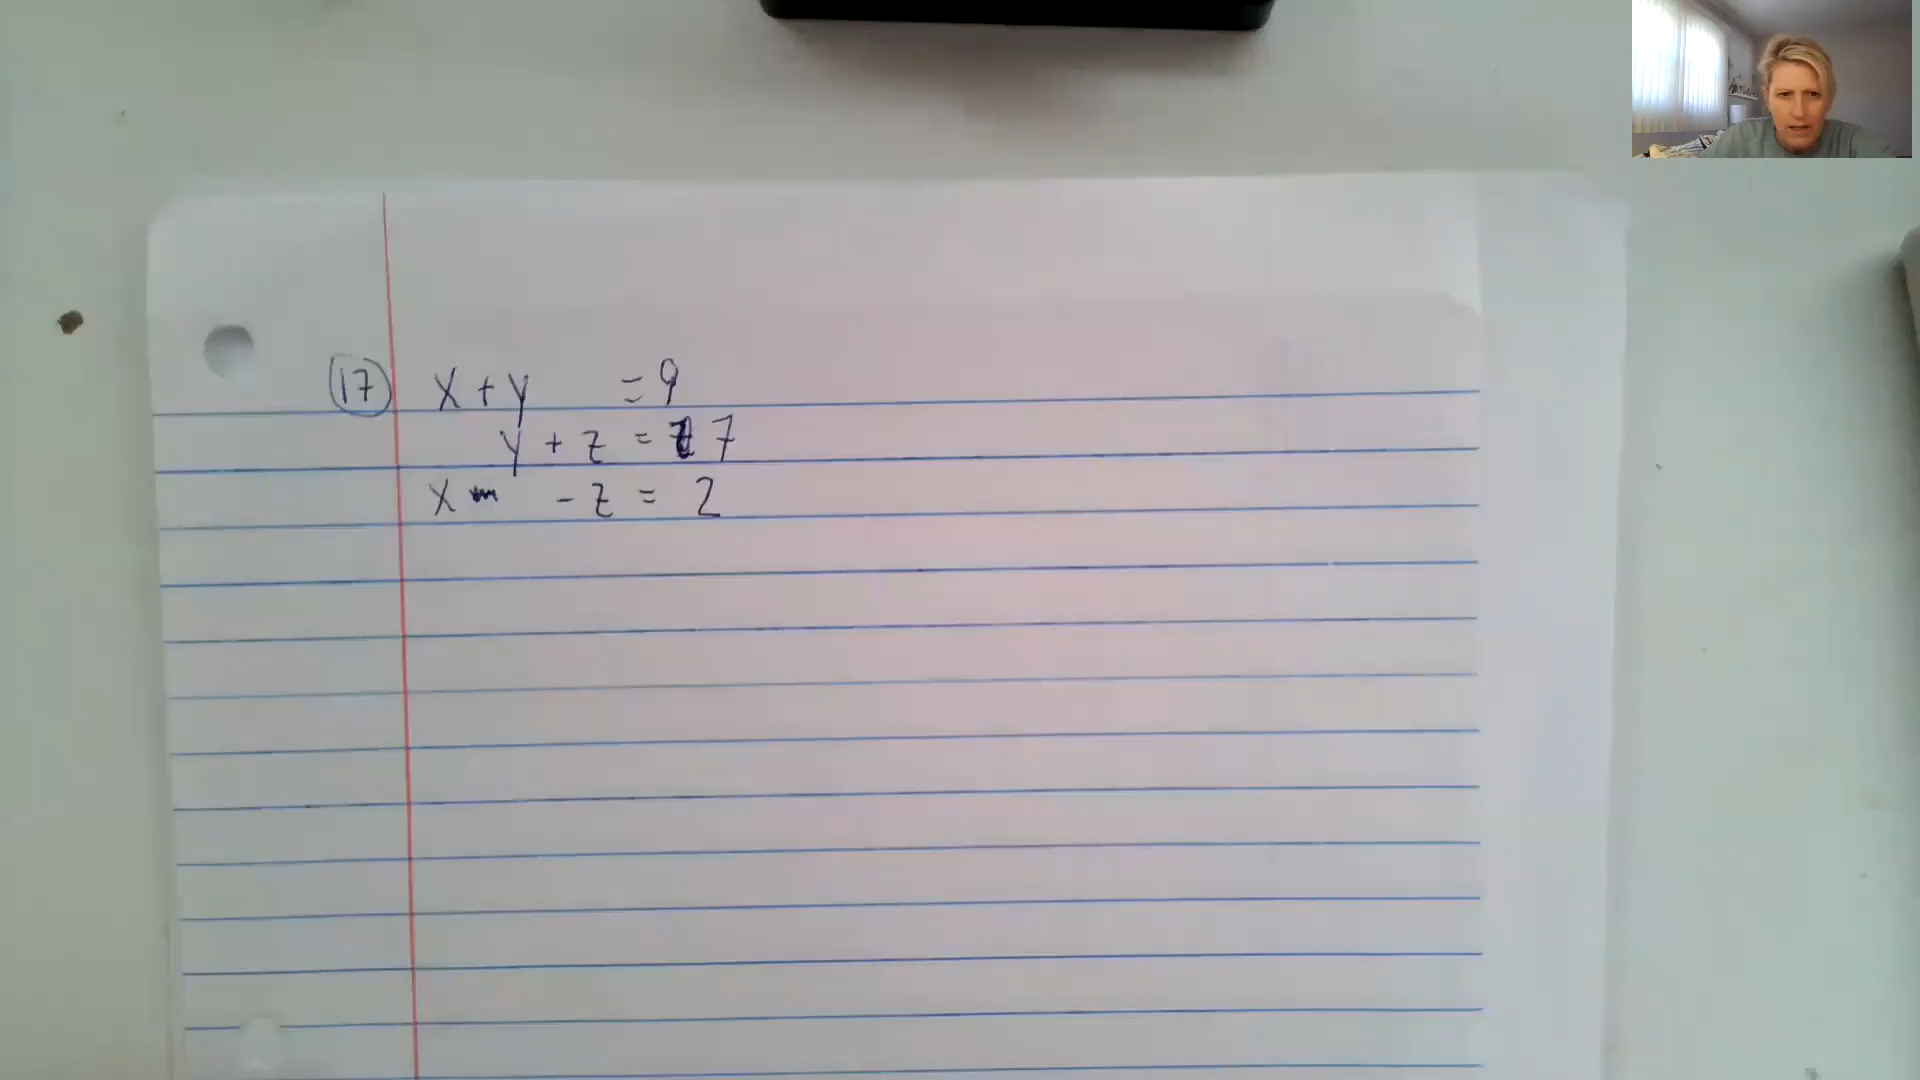 17 x + y = 9
y + z = 7
x - z = 2